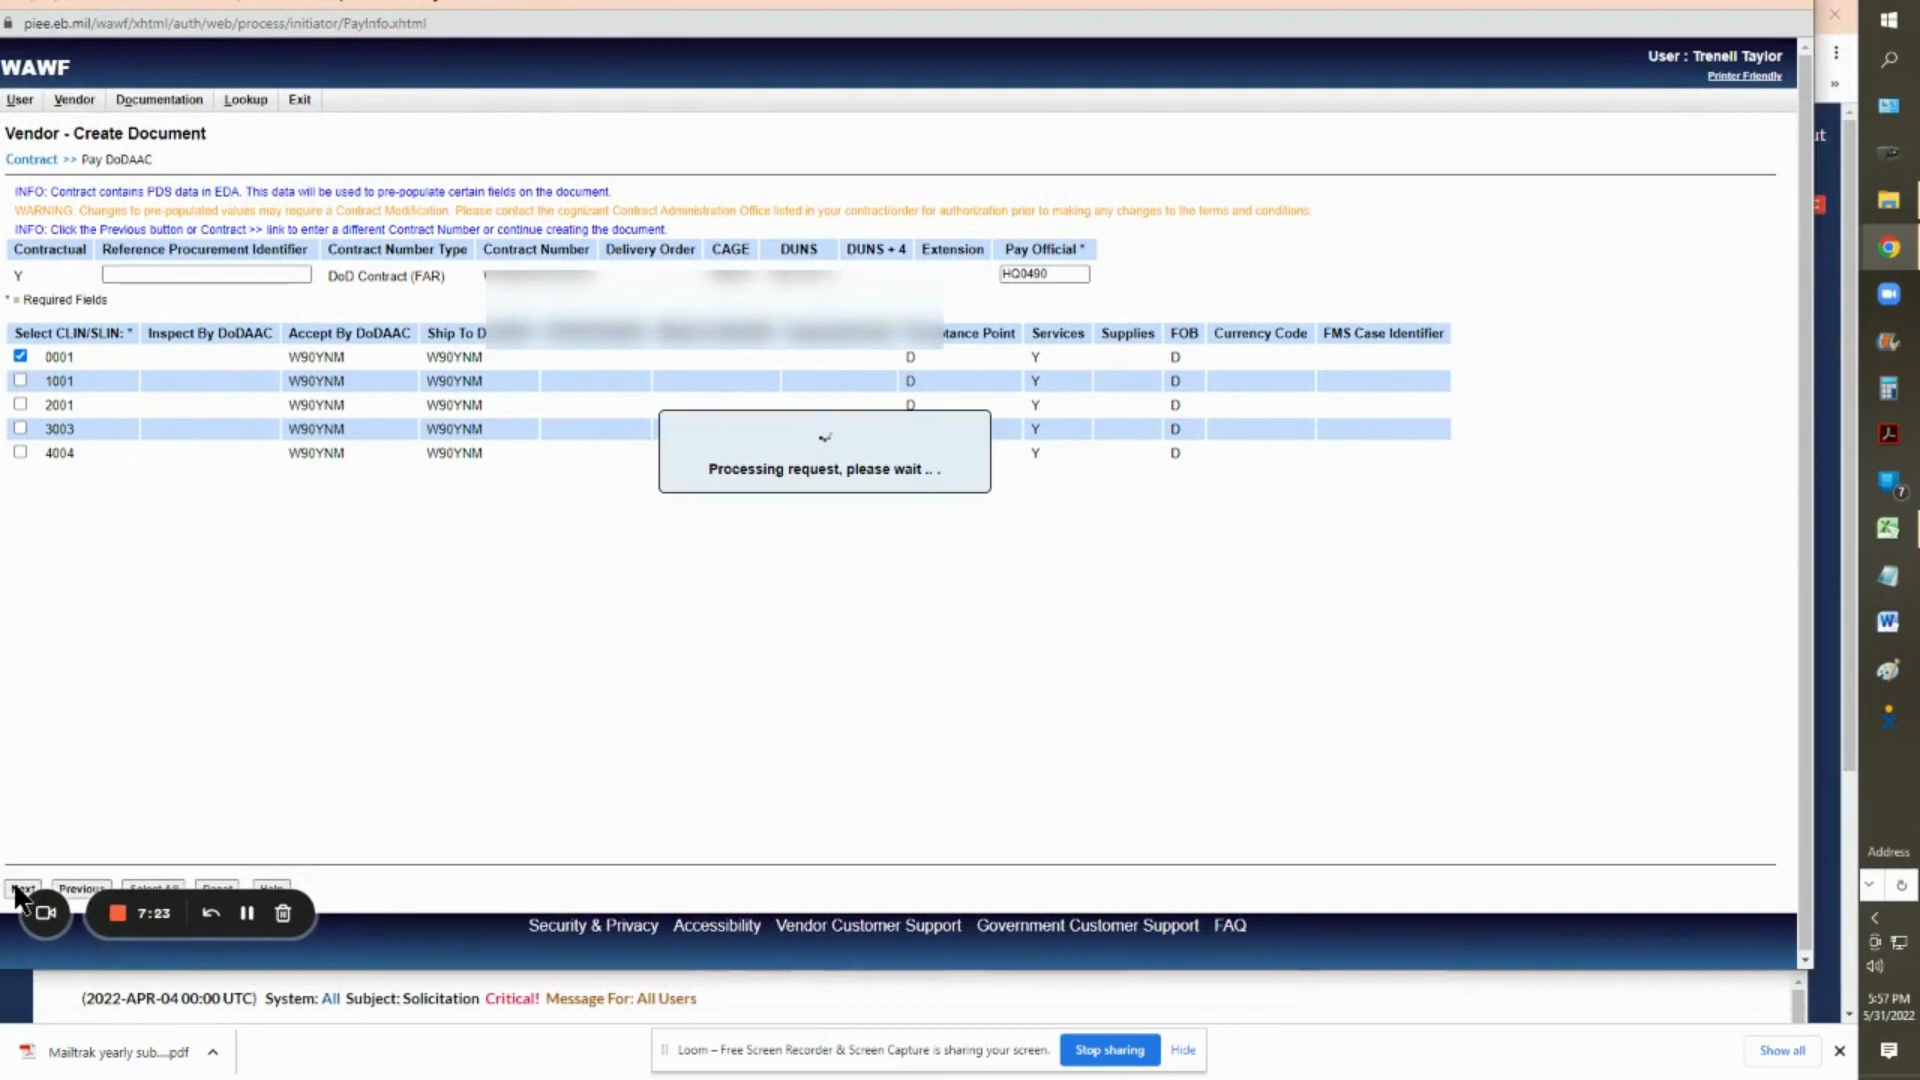 piee.eb.mil/wawf/xhtml/auth/web/process/initiator/PayInfo.xhtml
WAWF
User : Trenell Taylor
Printer Friendly
User Vendor Documentation Lookup Exit
Vendor - Create Document
Contract >> Pay DoDAAC
INFO: Contract contains PDS data in EDA. This data will be used to pre-populate certain fields on the document.
WARNING: Changes to pre-populated values may require a Contract Modification. Please contact the cognizant Contract Administration Office listed in your contract/order for authorization prior to making any changes to the terms and conditions.
INFO: Click the Previous button or Contract >> link to enter a different Contract Number or continue creating the document.
Contractual Reference Procurement Identifier Contract Number Type Contract Number Delivery Order CAGE DUNS DUNS + 4 Extension Pay Official *
Y DoD Contract (FAR) HQ0490
* = Required Fields
Select CLIN/SLIN: * Inspect By DoDAAC Accept By DoDAAC Ship To D tance Point Services Supplies FOB Currency Code FMS Case Identifier
0001 W90YNM W90YNM D Y D
1001 W90YNM W90YNM D Y D
2001 W90YNM W90YNM D Y D
3003 W90YNM W90YNM Y D
4004 W90YNM W90YNM Y D
Processing request, please wait .. .
Next Previous Select All Reset Help
7:23
Security & Privacy Accessibility Vendor Customer Support Government Customer Support FAQ
(2022-APR-04 00:00 UTC) System: All Subject: Solicitation Critical! Message For: All Users
Mailtrak yearly sub....pdf
Loom – Free Screen Recorder & Screen Capture is sharing your screen. Stop sharing Hide
Show all
ut
7
Address
5:57 PM
5/31/2022